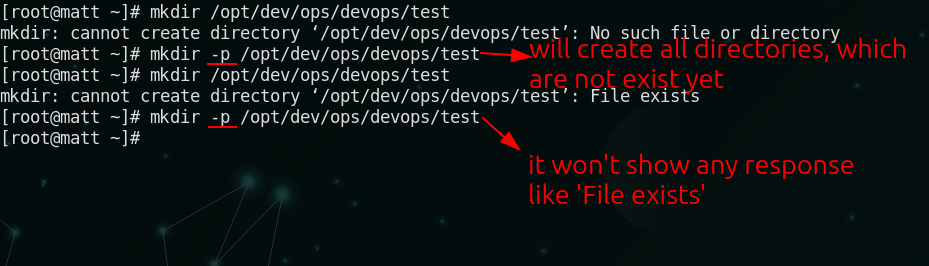 [root@matt ~]# mkdir /opt/dev/ops/devops/test
mkdir: cannot create directory ‘/opt/dev/ops/devops/test’: No such file or directory
[root@matt ~]# mkdir -p /opt/dev/ops/devops/test
will create all directories, which
are not exist yet
[root@matt ~]# mkdir /opt/dev/ops/devops/test
mkdir: cannot create directory ‘/opt/dev/ops/devops/test’: File exists
[root@matt ~]# mkdir -p /opt/dev/ops/devops/test
[root@matt ~]#
it won't show any response
like 'File exists'